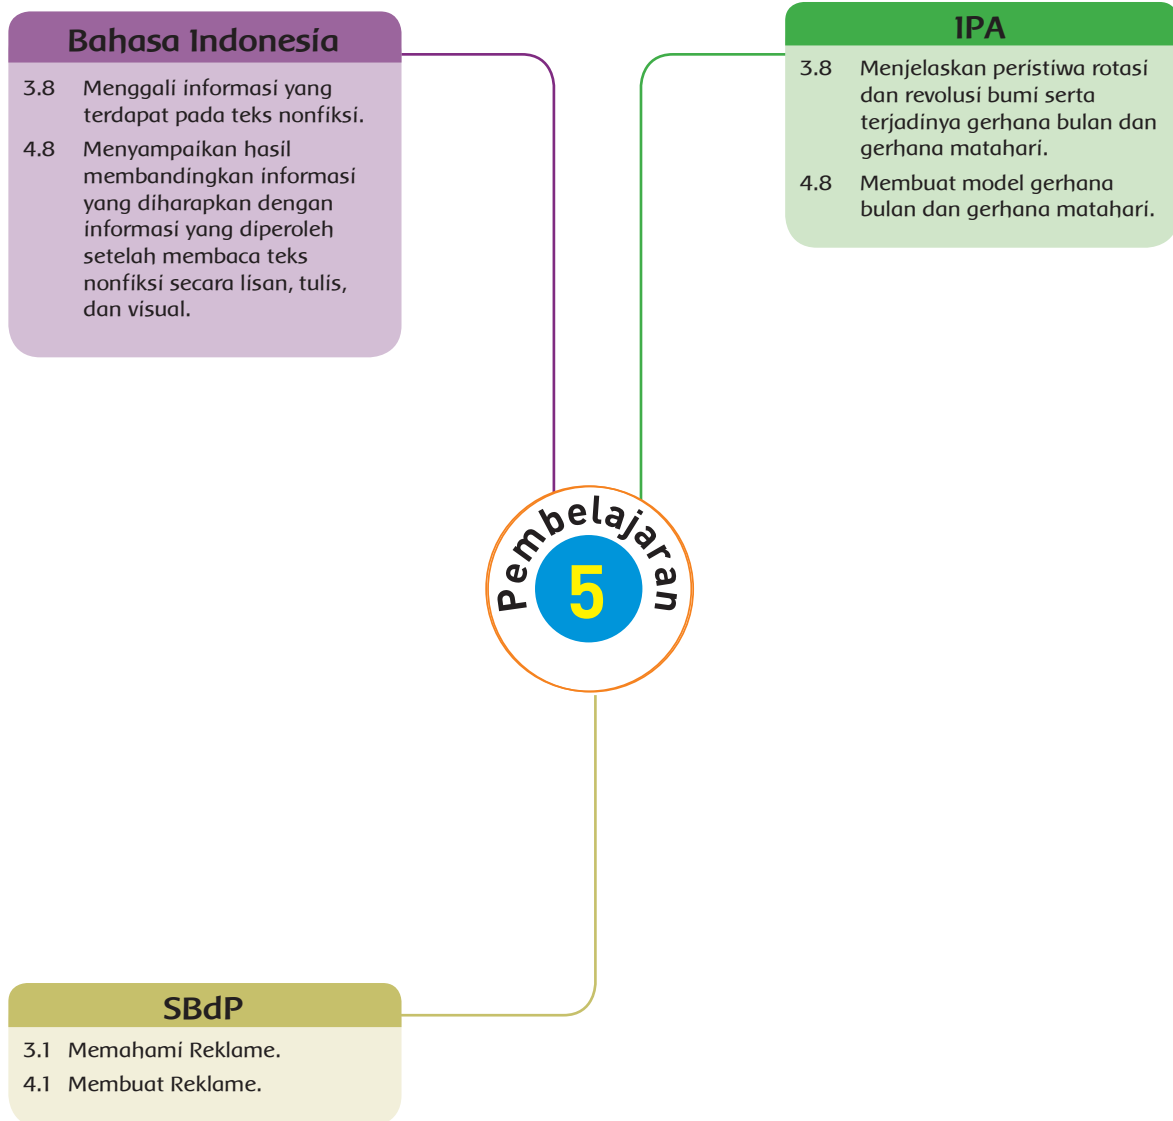 Bahasa Indonesia
3.8 Menggali informasi yang
terdapat pada teks nonfiksi.
4.8 Menyampaikan hasil
membandingkan informasi
yang diharapkan dengan
informasi yang diperoleh
setelah membaca teks
nonfiksi secara lisan, tulis,
dan visual.
IPA
3.8 Menjelaskan peristiwa rotasi
dan revolusi bumi serta
terjadinya gerhana bulan dan
gerhana matahari.
4.8 Membuat model gerhana
bulan dan gerhana matahari.
Pembelajaran
5
SBdP
3.1 Memahami Reklame.
4.1 Membuat Reklame.